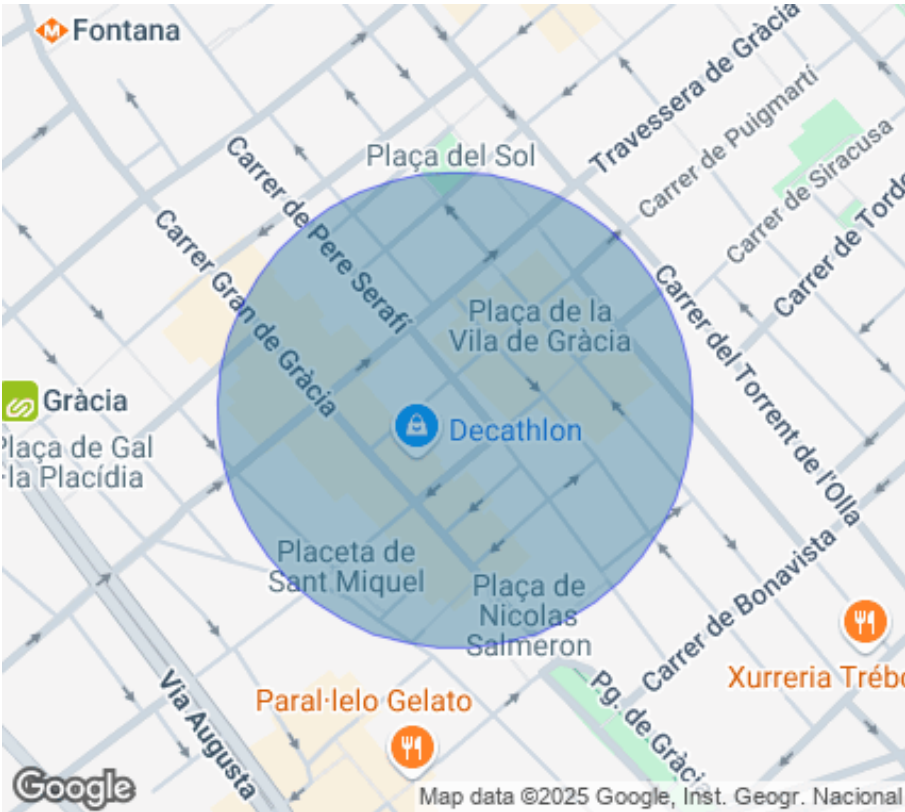 Fontana
Plaça del Sol
Travessera de Gràcia
Carrer de Puigmartí
Carrer de Siracusa
Carrer de Torde
Carrer de Pere Serafí
Carrer Gran de Gràcia
Plaça de la
Vila de Gràcia
Carrer del Torrent de l'Olla
Gràcia
Plaça de Gal
·la Placídia
Decathlon
Placeta de
Sant Miquel
Plaça de
Nicolas
Salmeron
Carrer de Bonavista
Xurreria Trébo
Pg. de Gràci
Paral·lelo Gelato
Via Augusta
Google
Map data ©2025 Google, Inst. Geogr. Nacional